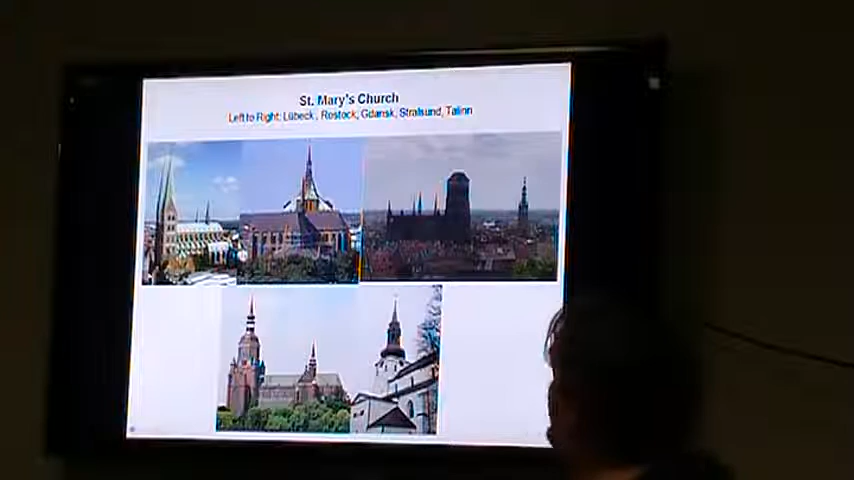 St. Mary's Church
Left to Right: Lübeck, Rostock, Gdansk, Stralsund, Talinn